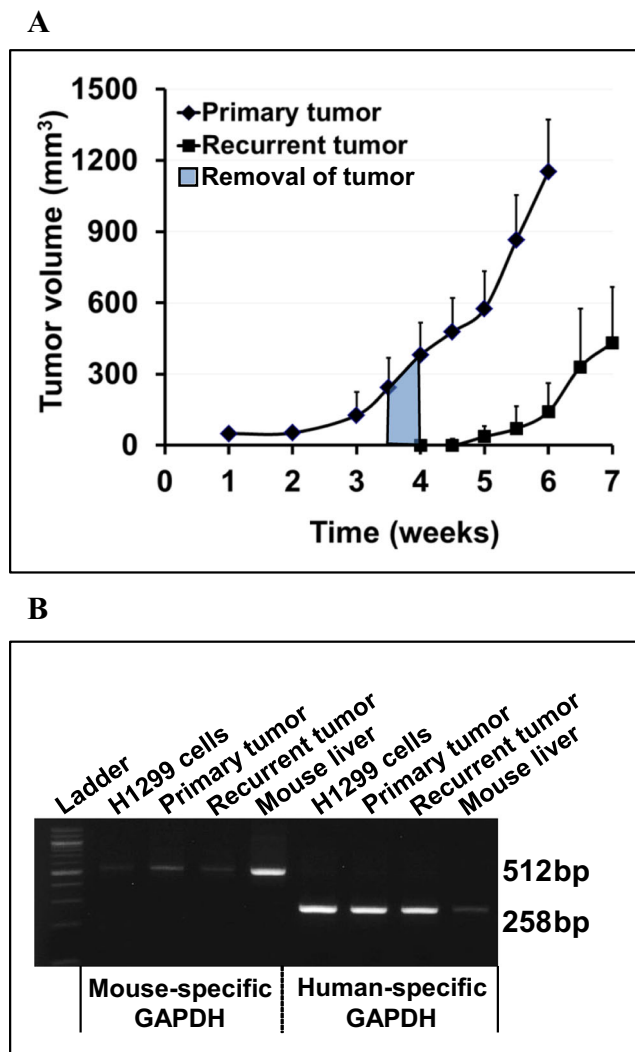 A
1500
1200
900
600
300
0
Tumor volume (mm³)
Primary tumor
Recurrent tumor
Removal of tumor
0 1 2 3 4 5 6 7
Time (weeks)
B
Ladder
H1299 cells
Primary tumor
Recurrent tumor
Mouse liver
H1299 cells
Primary tumor
Recurrent tumor
Mouse liver
512bp
258bp
Mouse-specific
GAPDH
Human-specific
GAPDH